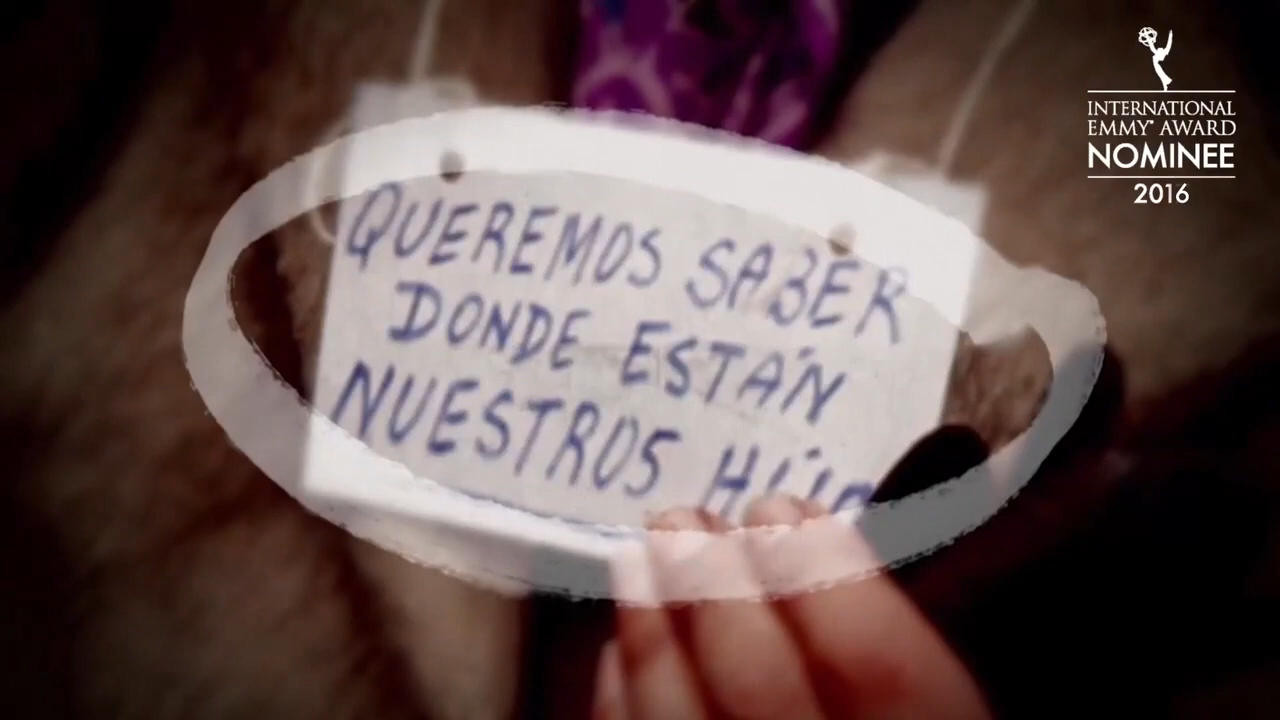 INTERNATIONAL
EMMY® AWARD
NOMINEE
2016
QUEREMOS SABER
DONDE ESTÁN
NUESTROS